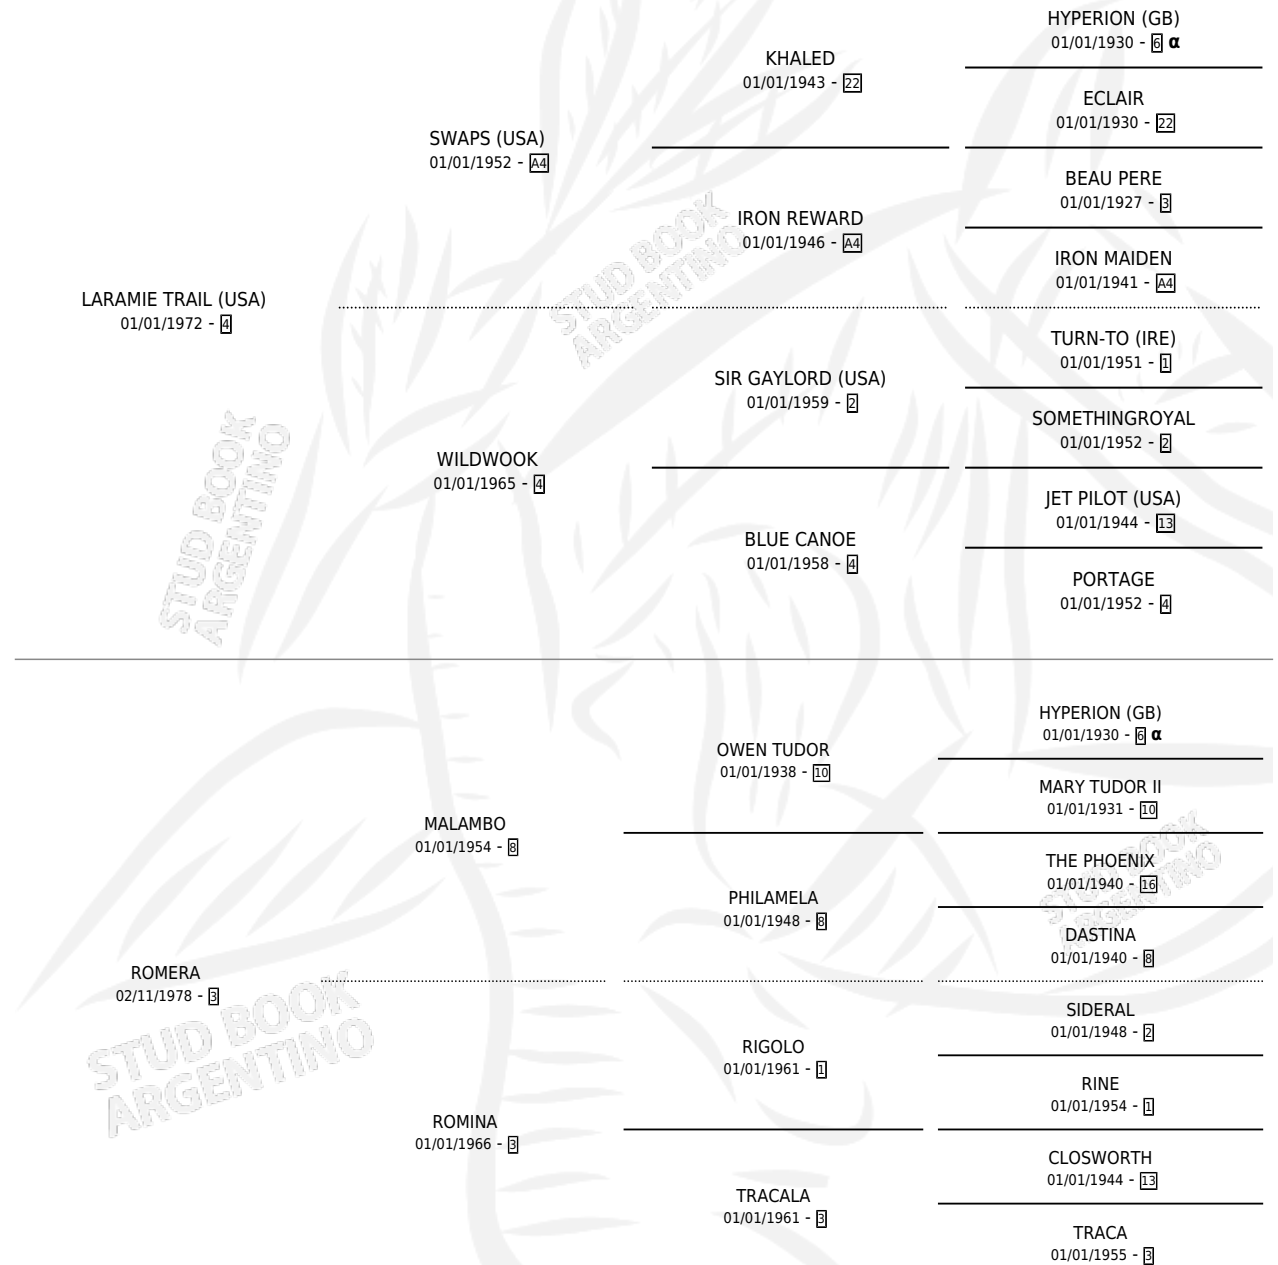 HYPERION (GB)
01/01/1930 - 6 α
KHALED
01/01/1943 - 22
ECLAIR
01/01/1930 - 22
SWAPS (USA)
01/01/1952 - A4
BEAU PERE
01/01/1927 - 3
IRON REWARD
01/01/1946 - A4
IRON MAIDEN
01/01/1941 - A4
LARAMIE TRAIL (USA)
01/01/1972 - 4
TURN-TO (IRE)
01/01/1951 - 1
SIR GAYLORD (USA)
01/01/1959 - 2
SOMETHINGROYAL
01/01/1952 - 2
WILDWOOK
01/01/1965 - 4
JET PILOT (USA)
01/01/1944 - 13
BLUE CANOE
01/01/1958 - 4
PORTAGE
01/01/1952 - 4
HYPERION (GB)
01/01/1930 - 6 α
OWEN TUDOR
01/01/1938 - 10
MARY TUDOR II
01/01/1931 - 10
MALAMBO
01/01/1954 - 8
THE PHOENIX
01/01/1940 - 16
PHILAMELA
01/01/1948 - 8
DASTINA
01/01/1940 - 8
ROMERA
02/11/1978 - 3
SIDERAL
01/01/1948 - 2
RIGOLO
01/01/1961 - 1
RINE
01/01/1954 - 1
ROMINA
01/01/1966 - 3
CLOSWORTH
01/01/1944 - 13
TRACALA
01/01/1961 - 3
TRACA
01/01/1955 - 3
STUD BOOK
ARGENTINO
STUD BOOK
ARGENTINO
STUD BOOK
ARGENTINO
STUD BOOK
ARGENTINO